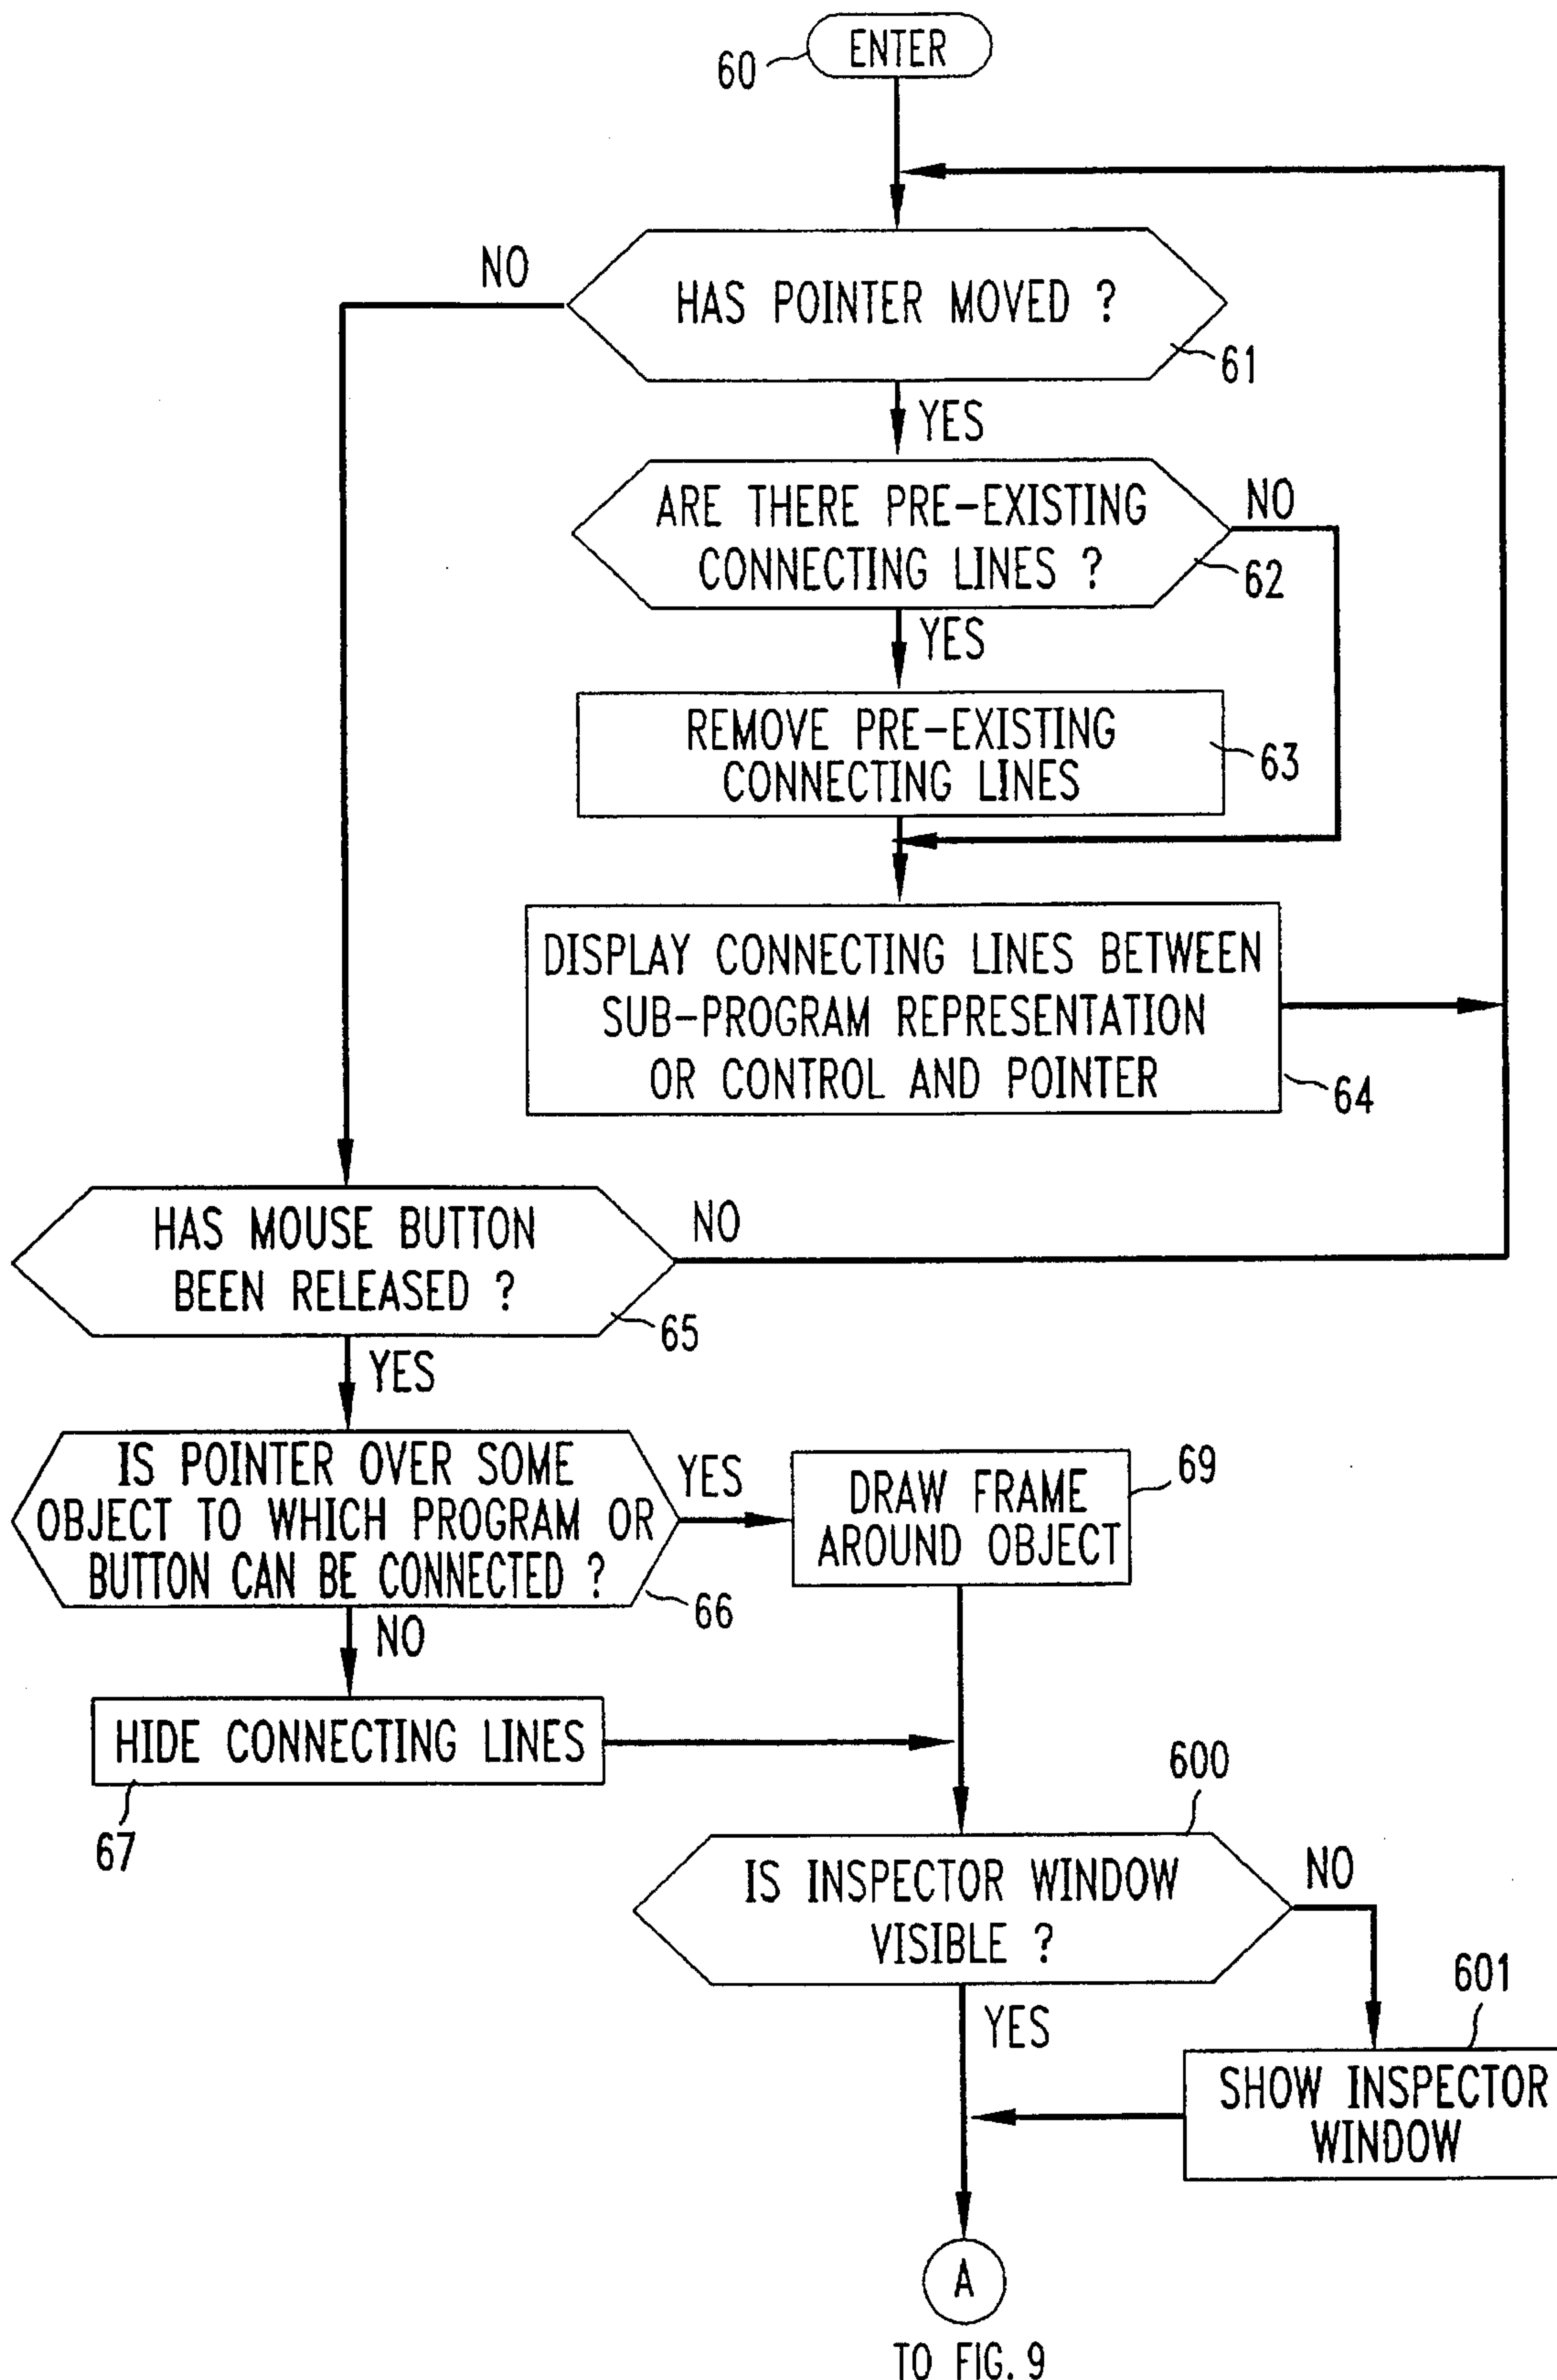 ENTER
60
HAS POINTER MOVED ?
NO
61
YES
ARE THERE PRE-EXISTING
CONNECTING LINES ?
NO
62
YES
REMOVE PRE-EXISTING
CONNECTING LINES
63
DISPLAY CONNECTING LINES BETWEEN
SUB-PROGRAM REPRESENTATION
OR CONTROL AND POINTER
64
HAS MOUSE BUTTON
BEEN RELEASED ?
NO
65
YES
IS POINTER OVER SOME
OBJECT TO WHICH PROGRAM OR
BUTTON CAN BE CONNECTED ?
YES
66
DRAW FRAME
AROUND OBJECT
69
NO
HIDE CONNECTING LINES
67
600
IS INSPECTOR WINDOW
VISIBLE ?
NO
YES
601
SHOW INSPECTOR
WINDOW
A
TO FIG. 9